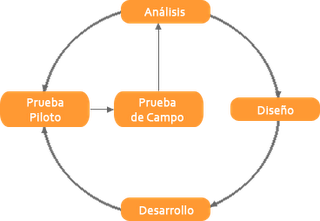 Análisis
Prueba
Piloto
Prueba
de Campo
Diseño
Desarrollo